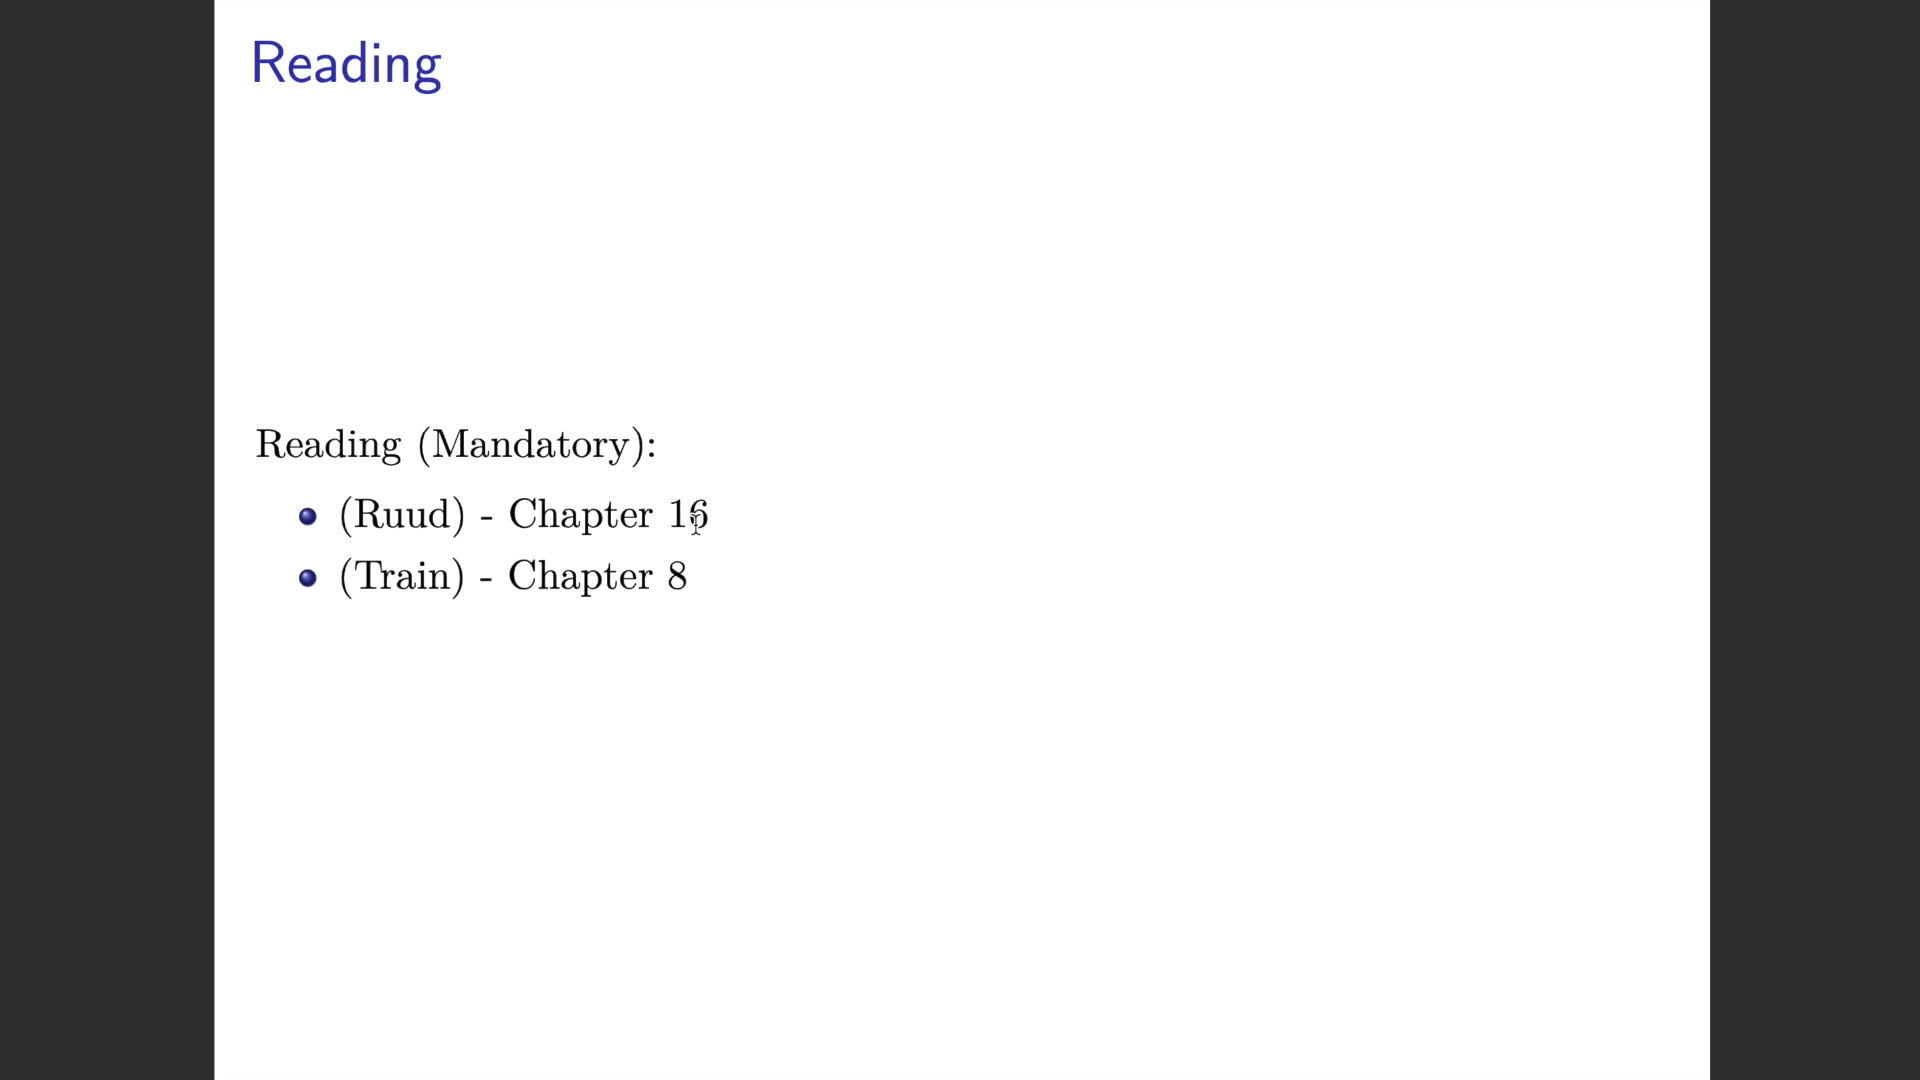 Reading
Reading (Mandatory):
(Ruud) - Chapter 16
(Train) - Chapter 8